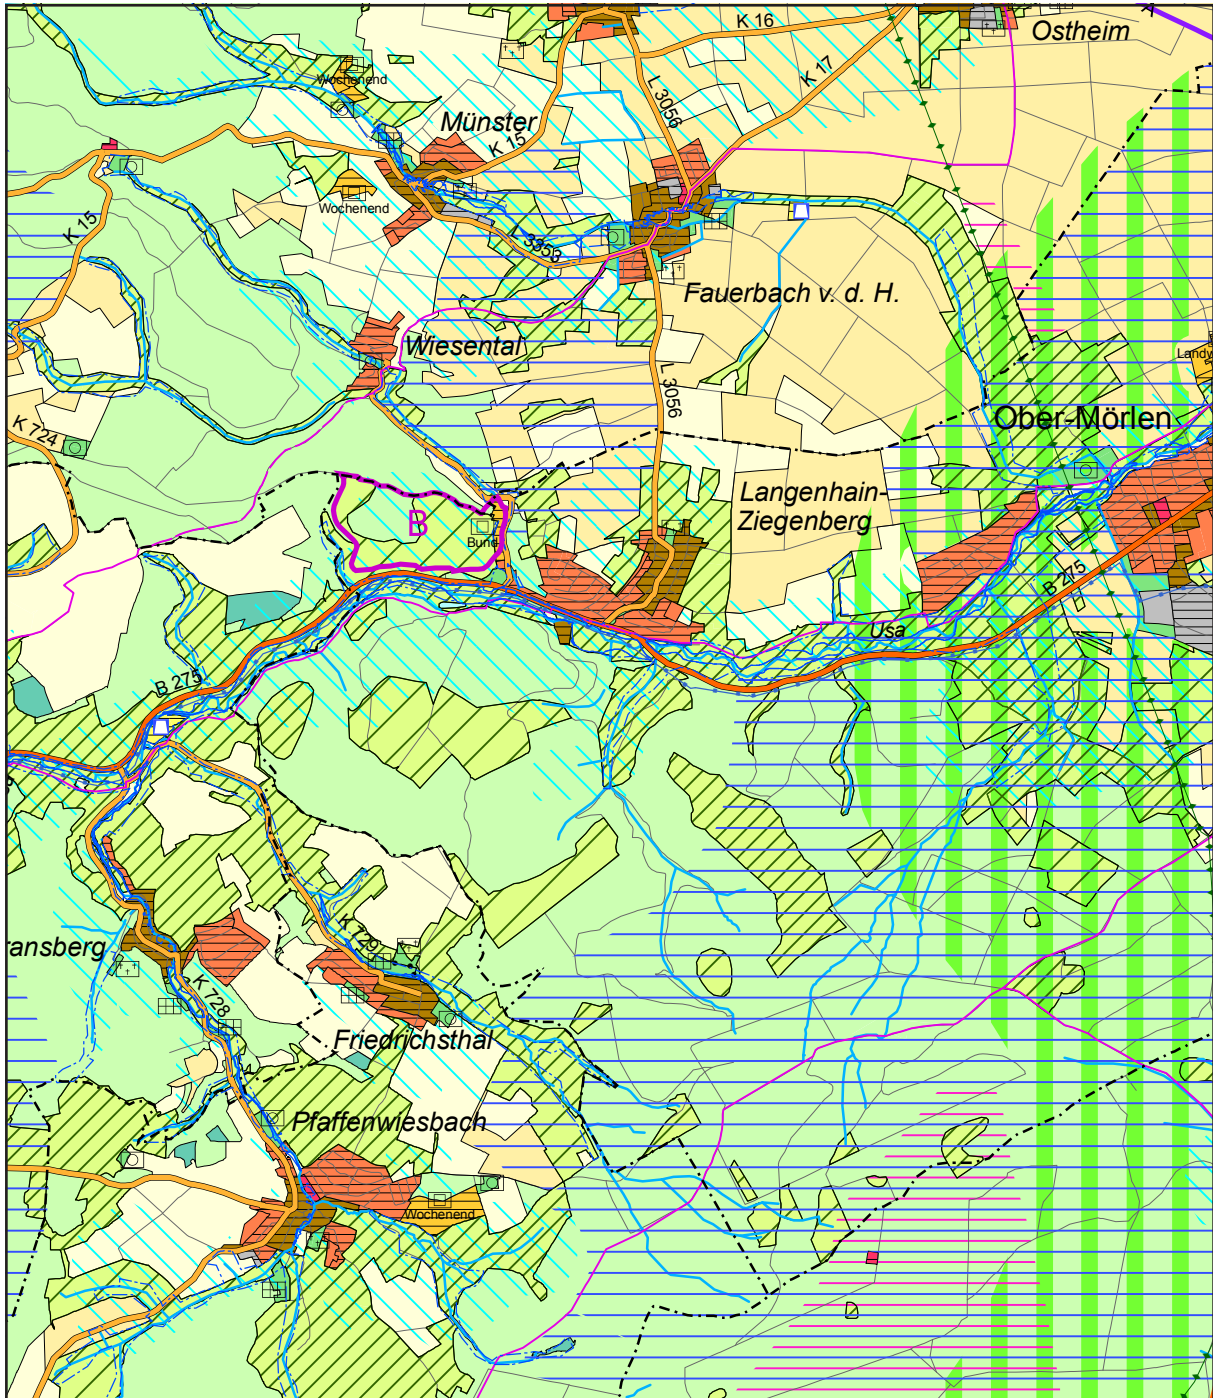 K 16
Ostheim
Wochenend
K 17
L 3056
Münster
K 15
Wochenend
K 15
L 3353
Fauerbach v. d. H.
Wiesental
Landw
L 3056
K 724
Ober-Mörlen
Langenhain-
Ziegenberg
B
Bund
B 275
Usa
B 275
ransberg
K 729
K 728
Friedrichsthal
Pfaffenwiesbach
Wochenend